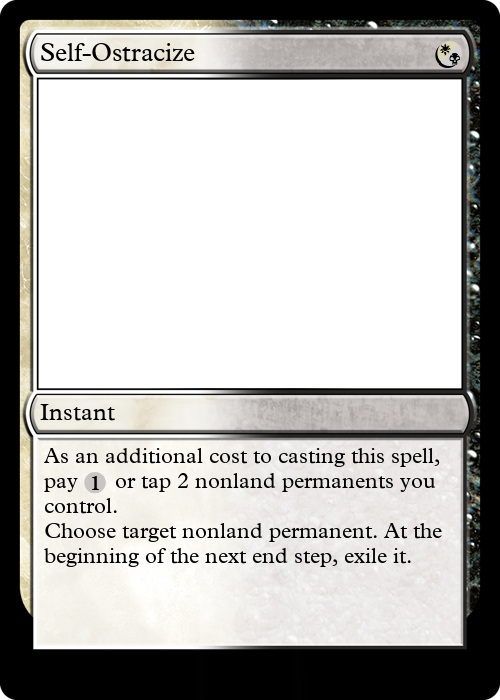 Self-Ostracize
Instant
As an additional cost to casting this spell,
pay 1 or tap 2 nonland permanents you
control.
Choose target nonland permanent. At the
beginning of the next end step, exile it.